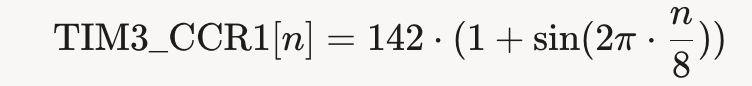 TIM3_CCR1[n] = 142 · (1 + sin(2π · n/8))